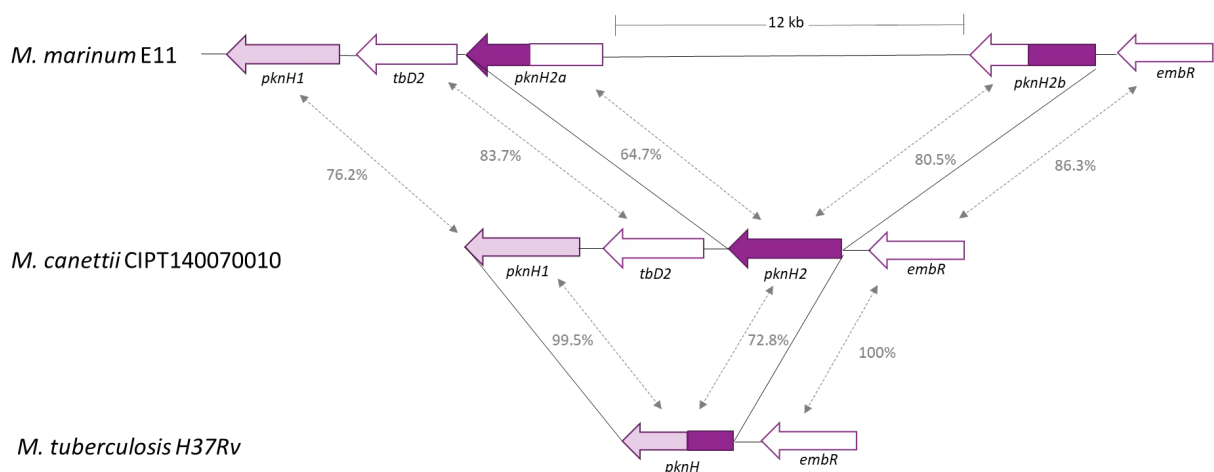 12 kb
M. marinum E11
pknH1
tbD2
pknH2a
pknH2b
embR
76.2%
83.7%
64.7%
80.5%
86.3%
M. canettii CIPT140070010
pknH1
tbD2
pknH2
embR
99.5%
72.8%
100%
M. tuberculosis H37Rv
pknH
embR